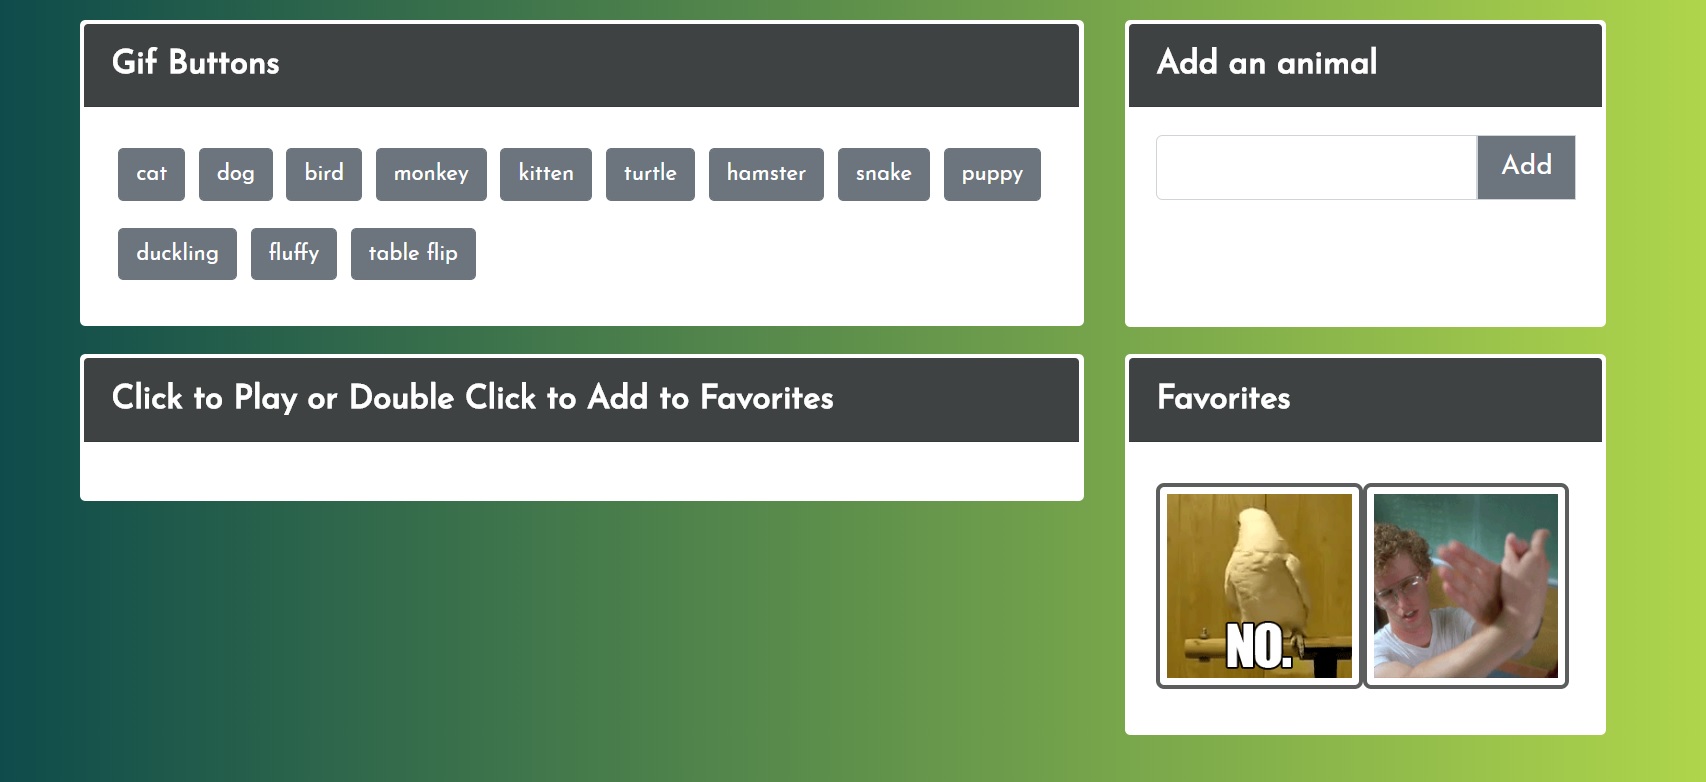 Gif Buttons
cat dog bird monkey kitten turtle hamster snake puppy
duckling fluffy table flip
Add an animal
Add
Click to Play or Double Click to Add to Favorites
Favorites
NO.